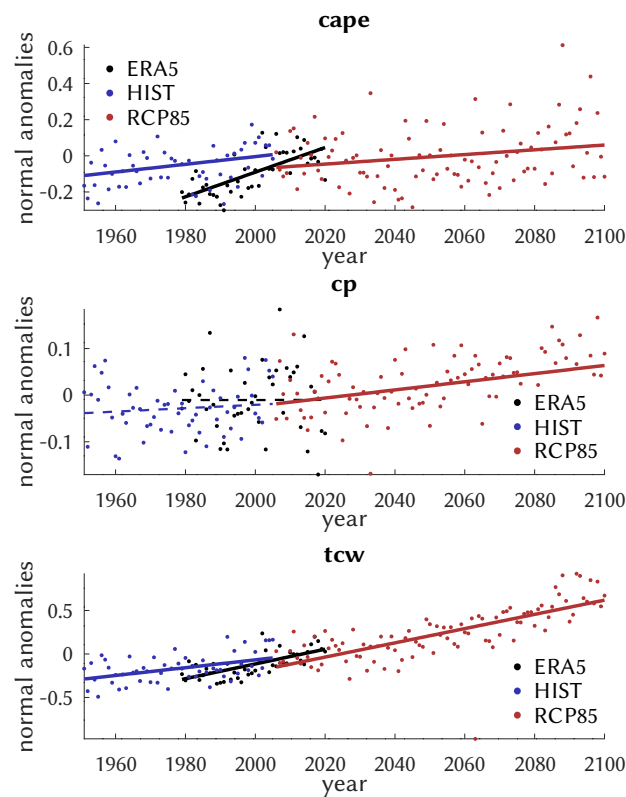 cape
normal anomalies
0.6
0.4
0.2
0
-0.2
ERA5
HIST
RCP85
1960 1980 2000 2020 2040 2060 2080 2100
year
cp
normal anomalies
0.1
0
-0.1
ERA5
HIST
RCP85
1960 1980 2000 2020 2040 2060 2080 2100
year
tcw
normal anomalies
0.5
0
-0.5
ERA5
HIST
RCP85
1960 1980 2000 2020 2040 2060 2080 2100
year